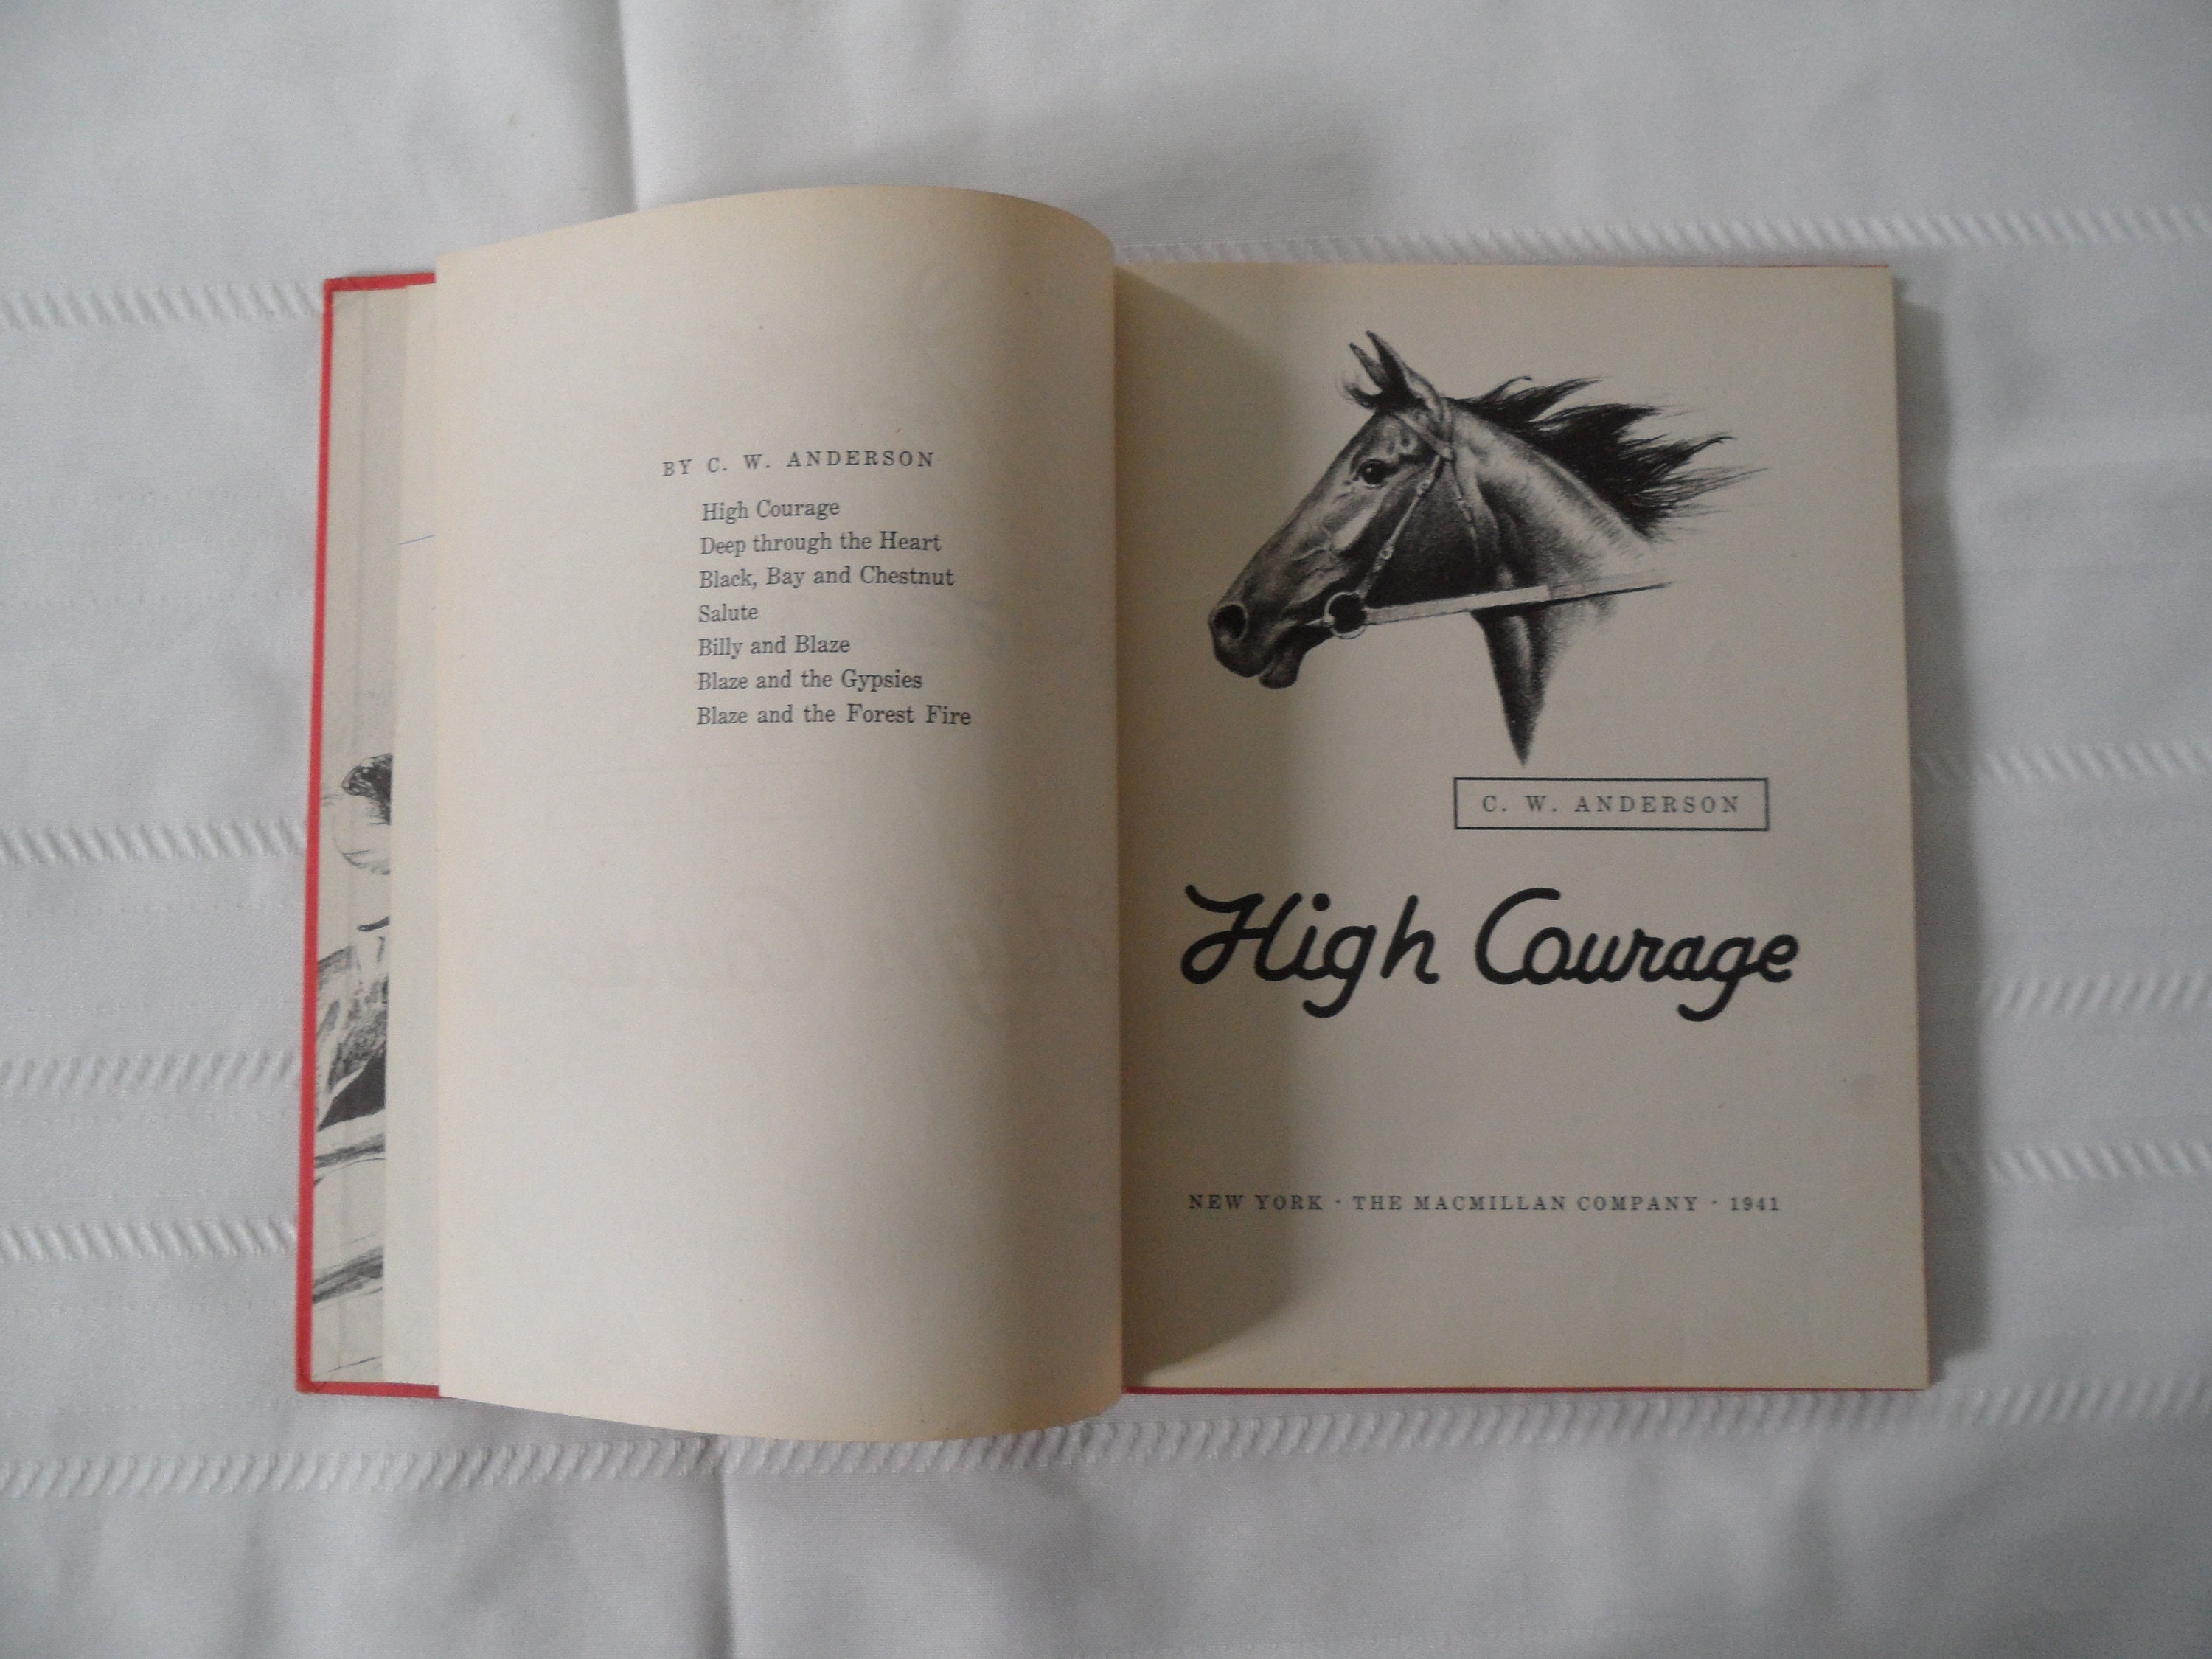 BY C. W. ANDERSON
High Courage
Deep through the Heart
Black, Bay and Chestnut
Salute
Billy and Blaze
Blaze and the Gypsies
Blaze and the Forest Fire
C. W. ANDERSON
High Courage
NEW YORK · THE MACMILLAN COMPANY · 1941